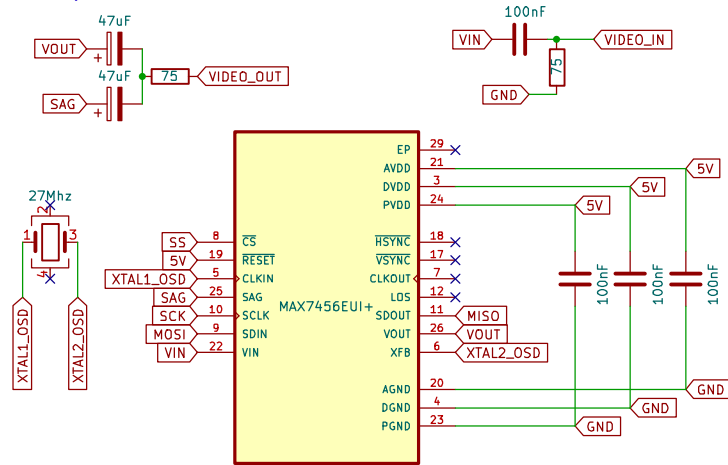 47uF
100nF
VOUT
+
VIN
VIDEO_IN
47uF
75
VIDEO_OUT
75
SAG
+
GND
EP 29
AVDD 21
5V
DVDD 3
5V
PVDD 24
5V
27Mhz
2
1
3
4
SS 8 CS
HSYNC 18
5V 19 RESET
VSYNC 17
XTAL1_OSD 5 CLKIN
CLKOUT 7
100nF
100nF
100nF
SAG 25 SAG
LOS 12
MAX7456EUI+
SCK 10 SCLK
SDOUT 11 MISO
MOSI 9 SDIN
VOUT 26 VOUT
VIN 22 VIN
XFB 6 XTAL2_OSD
XTAL1_OSD
XTAL2_OSD
AGND 20
GND
DGND 4
GND
PGND 23
GND